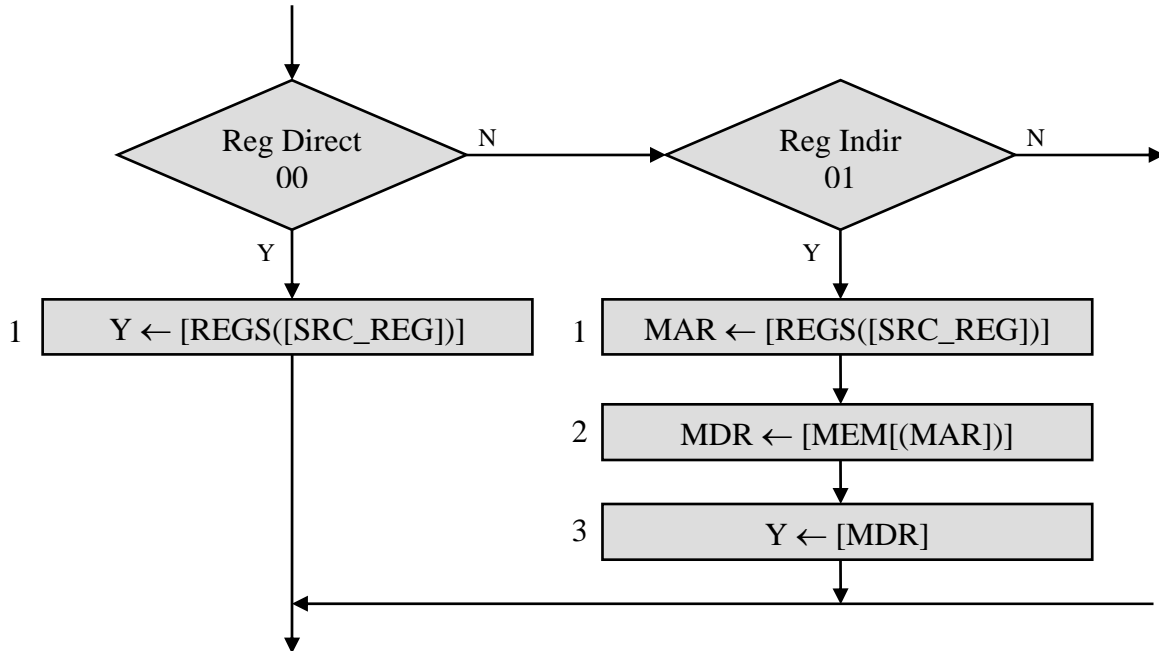 Reg Direct
00
N
Reg Indir
01
N
Y
Y
1
Y ← [REGS([SRC_REG])]
1
MAR ← [REGS([SRC_REG])]
2
MDR ← [MEM[(MAR])]
3
Y ← [MDR]